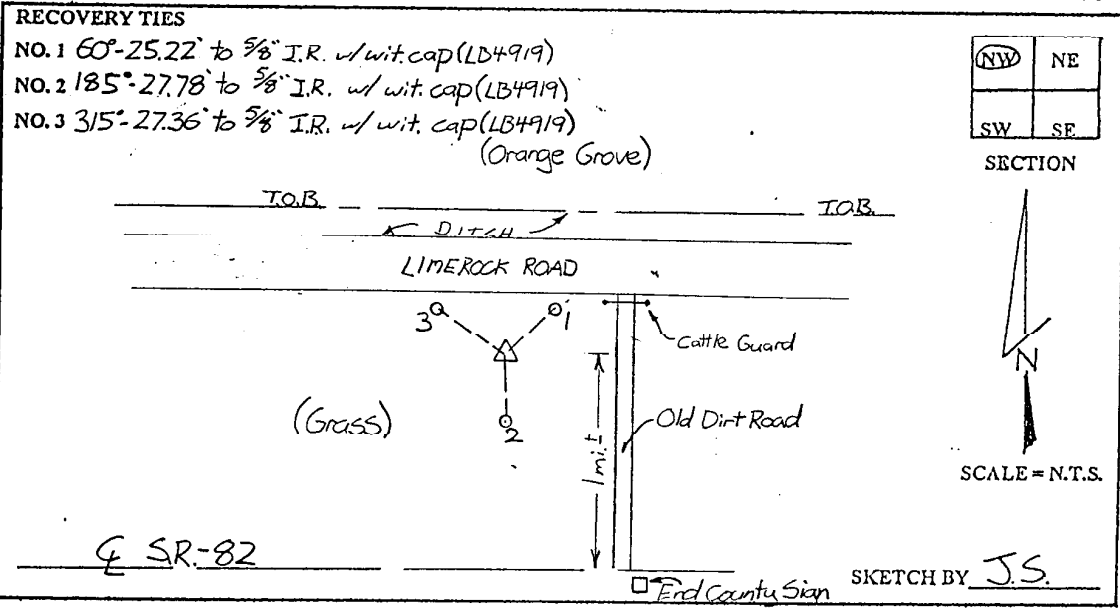 RECOVERY TIES
NO. 1 60°-25.22' to 5/8" I.R. w/ wit. cap (LB4919)
NO. 2 185°-27.78' to 5/8" I.R. w/ wit. cap (LB4919)
NO. 3 315°-27.36' to 5/8" I.R. w/ wit. cap (LB4919)
(Orange Grove)
NW NE
SW SE
SECTION
T.O.B. T.O.B.
DITCH
LIMEROCK ROAD
3 1
Cattle Guard
N
(Grass)
2
1 mi.±
Old Dirt Road
SCALE = N.T.S.
℄ S.R.-82
End County Sign
SKETCH BY J.S.